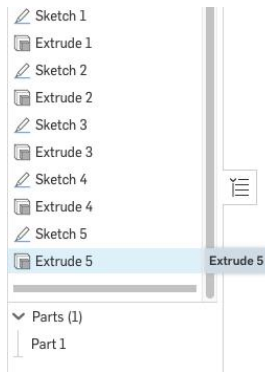 Sketch 1
Extrude 1
Sketch 2
Extrude 2
Sketch 3
Extrude 3
Sketch 4
Extrude 4
Sketch 5
Extrude 5
Extrude 5
Parts (1)
Part 1